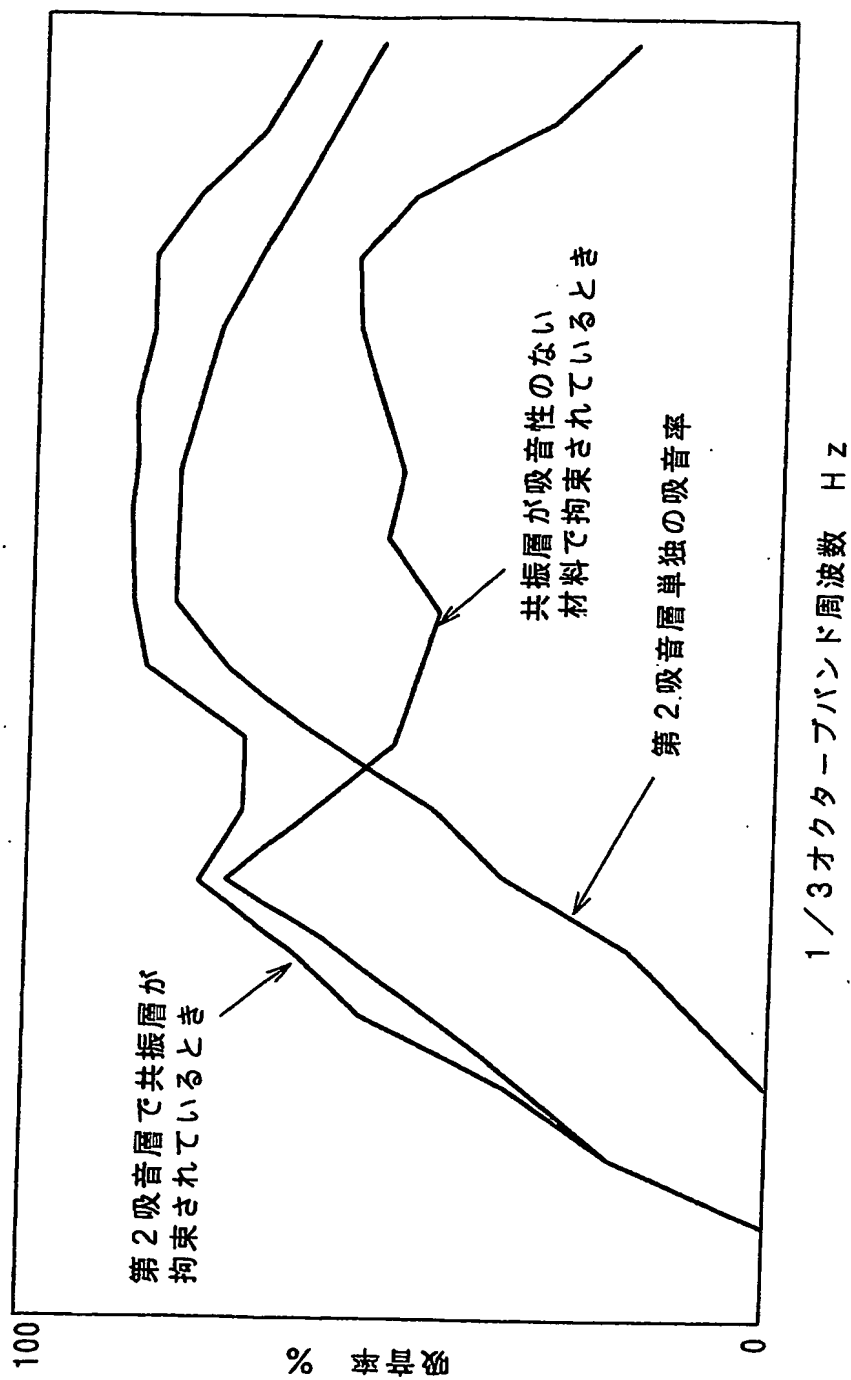 100
吸音率 %
0
第2吸音層で共振層が
拘束されているとき
共振層が吸音性のない
材料で拘束されているとき
第2吸音層単独の吸音率
1/3オクターブバンド周波数 Hz